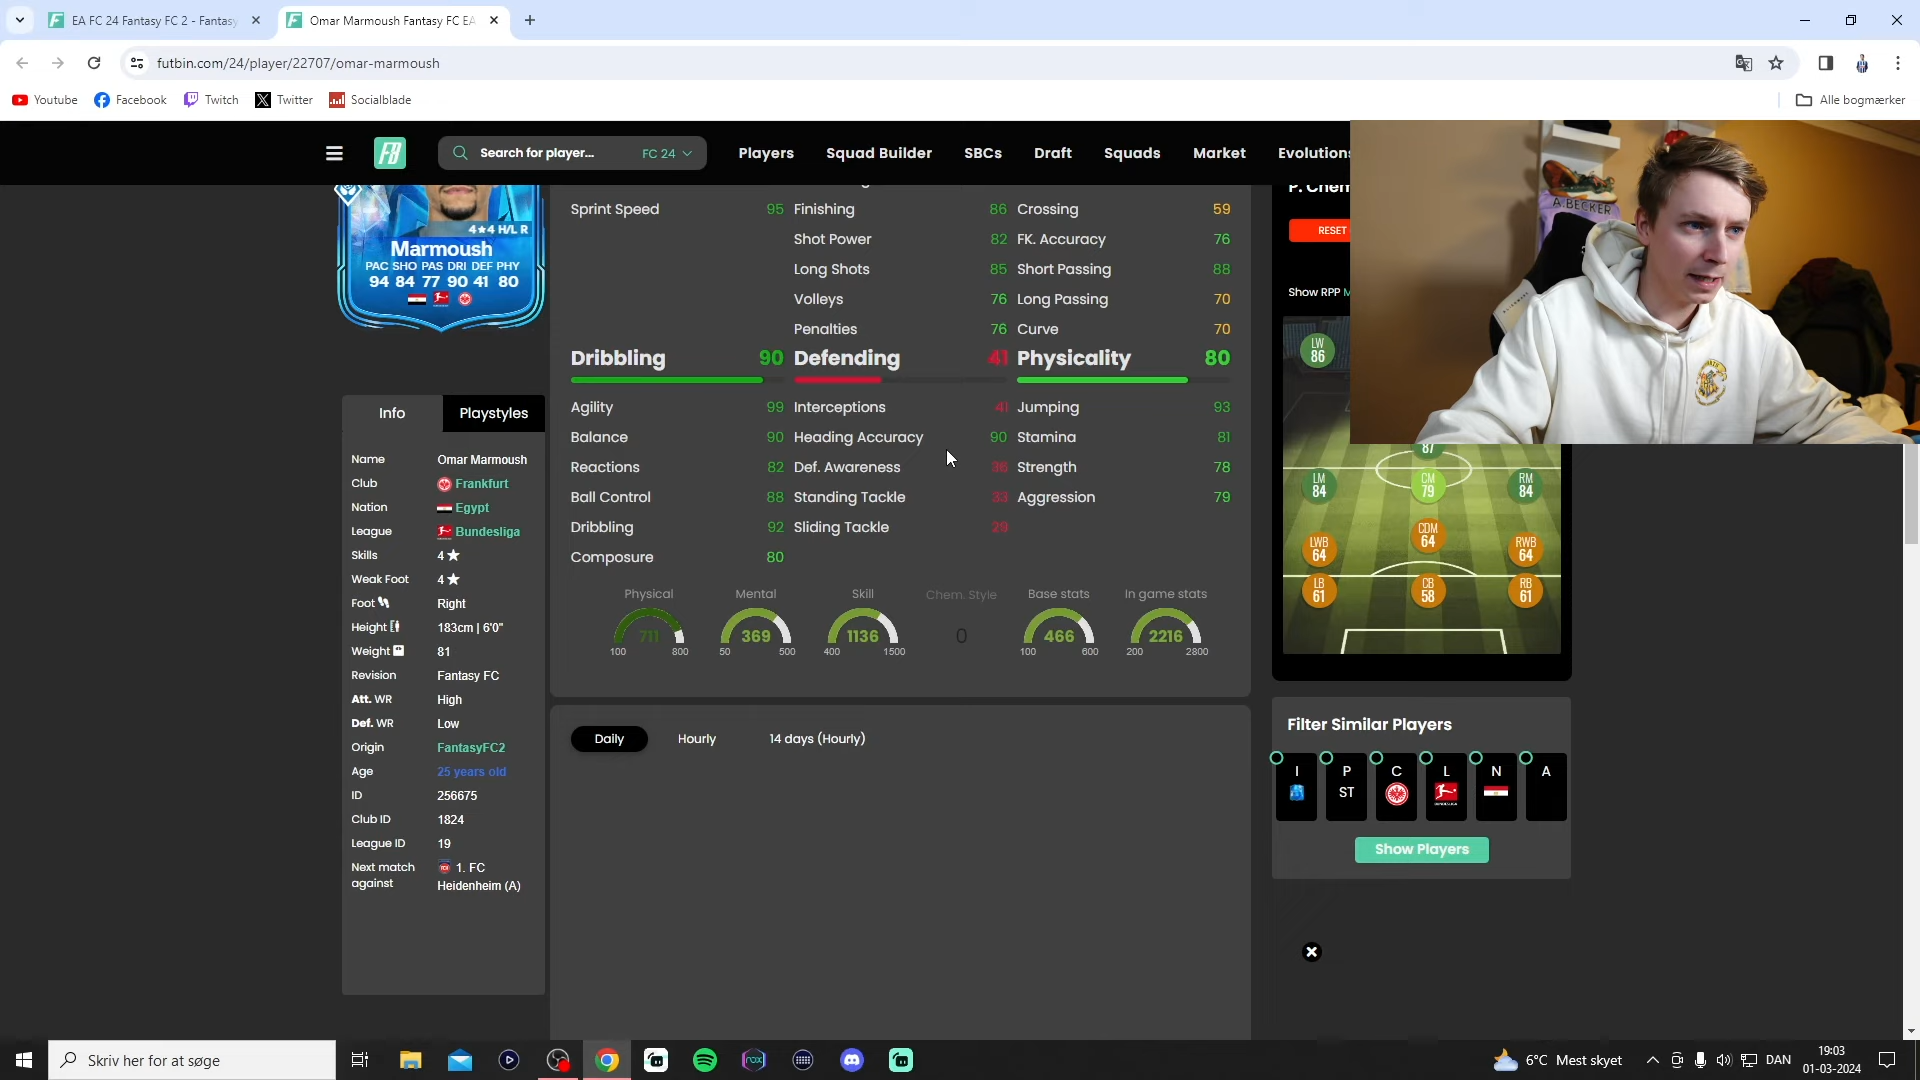 EA FC 24 Fantasy FC 2 - Fantasy
Omar Marmoush Fantasy FC EA
futbin.com/24/player/22707/omar-marmoush
Youtube
Facebook
Twitch
Twitter
Socialblade
Alle bogmærker
FB
Search for player...
FC 24
Players
Squad Builder
SBCs
Draft
Squads
Market
Evolutions
P. Chem
RESET
Show RPP M
A.BECKER
4★4 H/L R
Marmoush
PAC SHO PAS DRI DEF PHY
94 84 77 90 41 80
Sprint Speed 95
Finishing 86
Shot Power 82
Long Shots 85
Volleys 76
Penalties 76
Crossing 59
FK. Accuracy 76
Short Passing 88
Long Passing 70
Curve 70
Dribbling 90
Agility 99
Balance 90
Reactions 82
Ball Control 88
Dribbling 92
Composure 80
Defending 41
Interceptions 41
Heading Accuracy 90
Def. Awareness 36
Standing Tackle 33
Sliding Tackle 29
Physicality 80
Jumping 93
Stamina 81
Strength 78
Aggression 79
Physical
711
100 800
Mental
369
50 500
Skill
1136
400 1500
Chem. Style
0
Base stats
466
100 600
In game stats
2216
200 2800
Info
Playstyles
Name Omar Marmoush
Club Frankfurt
Nation Egypt
League Bundesliga
Skills 4★
Weak Foot 4★
Foot Right
Height 183cm | 6'0"
Weight 81
Revision Fantasy FC
Att. WR High
Def. WR Low
Origin FantasyFC2
Age 25 years old
ID 256675
Club ID 1824
League ID 19
Next match against 1. FC
Heidenheim (A)
Daily
Hourly
14 days (Hourly)
LW
86
87
LM
84
CM
79
RM
84
LWB
64
CDM
64
RWB
64
LB
61
CB
58
RB
61
Filter Similar Players
I
P
ST
C
L
N
A
Show Players
Skriv her for at søge
6°C Mest skyet
DAN
19:03
01-03-2024